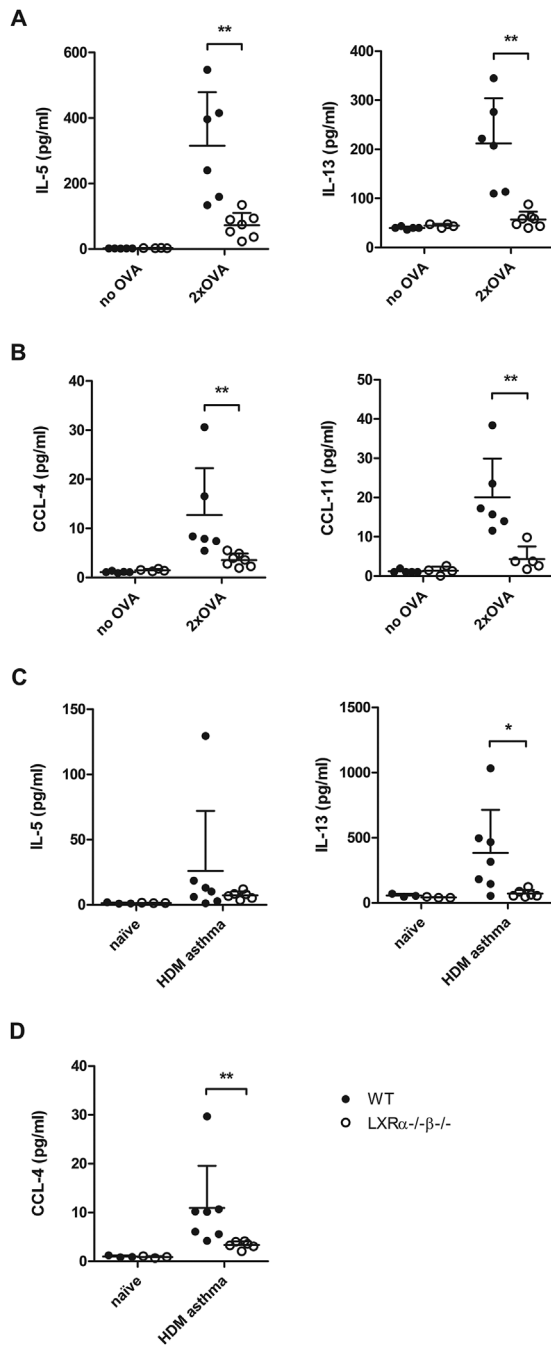 A
IL-5 (pg/ml)
600
400
200
0
**
no OVA
2xOVA
IL-13 (pg/ml)
400
300
200
100
0
**
no OVA
2xOVA
B
CCL-4 (pg/ml)
40
30
20
10
0
**
no OVA
2xOVA
CCL-11 (pg/ml)
50
40
30
20
10
0
**
no OVA
2xOVA
C
IL-5 (pg/ml)
150
100
50
0
naïve
HDM asthma
IL-13 (pg/ml)
1500
1000
500
0
*
naïve
HDM asthma
D
CCL-4 (pg/ml)
40
30
20
10
0
**
naïve
HDM asthma
WT
LXRα-/-β-/-